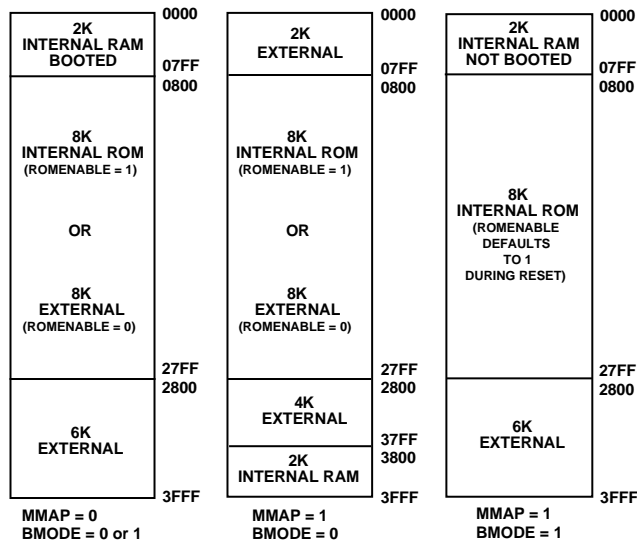 0000
2K
INTERNAL RAM
BOOTED
07FF
0800
8K
INTERNAL ROM
(ROMENABLE = 1)
OR
8K
EXTERNAL
(ROMENABLE = 0)
27FF
2800
6K
EXTERNAL
3FFF
MMAP = 0
BMODE = 0 or 1
0000
2K
EXTERNAL
07FF
0800
8K
INTERNAL ROM
(ROMENABLE = 1)
OR
8K
EXTERNAL
(ROMENABLE = 0)
27FF
2800
4K
EXTERNAL
37FF
3800
2K
INTERNAL RAM
3FFF
MMAP = 1
BMODE = 0
0000
2K
INTERNAL RAM
NOT BOOTED
07FF
0800
8K
INTERNAL ROM
(ROMENABLE
DEFAULTS
TO 1
DURING RESET)
27FF
2800
6K
EXTERNAL
3FFF
MMAP = 1
BMODE = 1